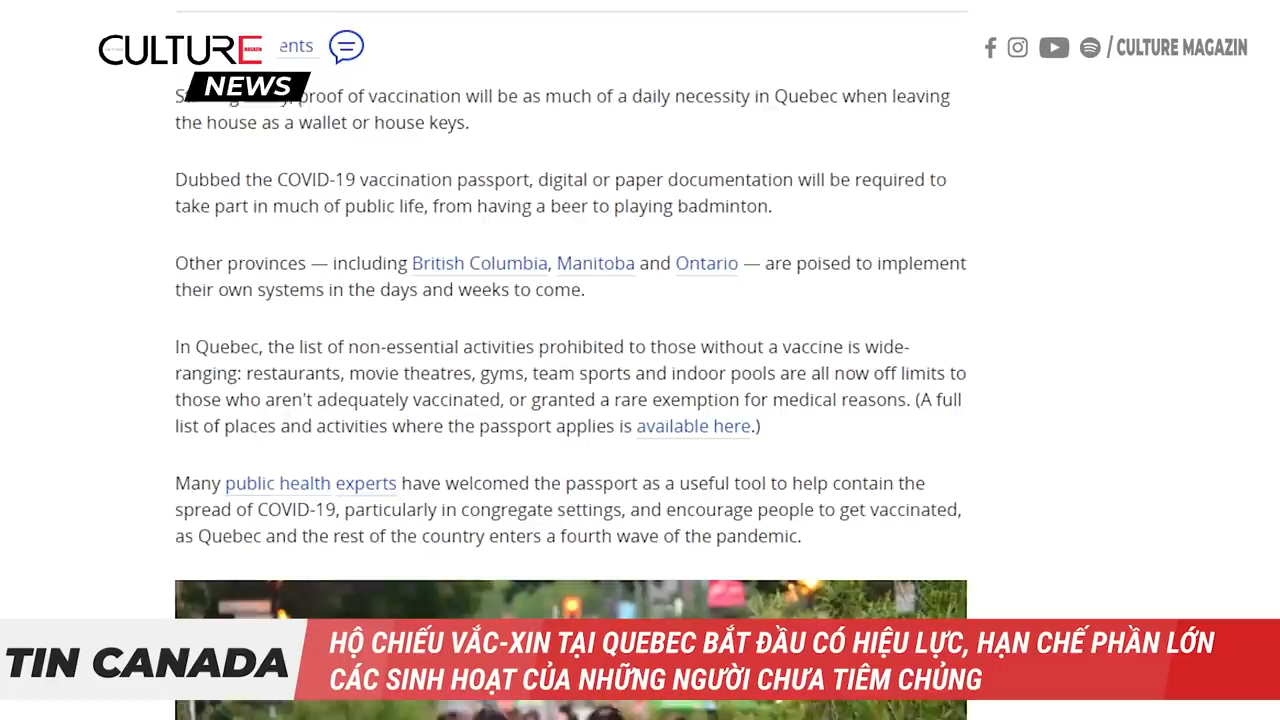 CULTURE
MAGAZIN
ents
NEWS
/ CULTURE MAGAZIN
proof of vaccination will be as much of a daily necessity in Quebec when leaving
the house as a wallet or house keys.
Dubbed the COVID-19 vaccination passport, digital or paper documentation will be required to
take part in much of public life, from having a beer to playing badminton.
Other provinces — including British Columbia, Manitoba and Ontario — are poised to implement
their own systems in the days and weeks to come.
In Quebec, the list of non-essential activities prohibited to those without a vaccine is wide-
ranging: restaurants, movie theatres, gyms, team sports and indoor pools are all now off limits to
those who aren't adequately vaccinated, or granted a rare exemption for medical reasons. (A full
list of places and activities where the passport applies is available here.)
Many public health experts have welcomed the passport as a useful tool to help contain the
spread of COVID-19, particularly in congregate settings, and encourage people to get vaccinated,
as Quebec and the rest of the country enters a fourth wave of the pandemic.
TIN CANADA
HỘ CHIẾU VẮC-XIN TẠI QUEBEC BẮT ĐẦU CÓ HIỆU LỰC, HẠN CHẾ PHẦN LỚN
CÁC SINH HOẠT CỦA NHỮNG NGƯỜI CHƯA TIÊM CHỦNG